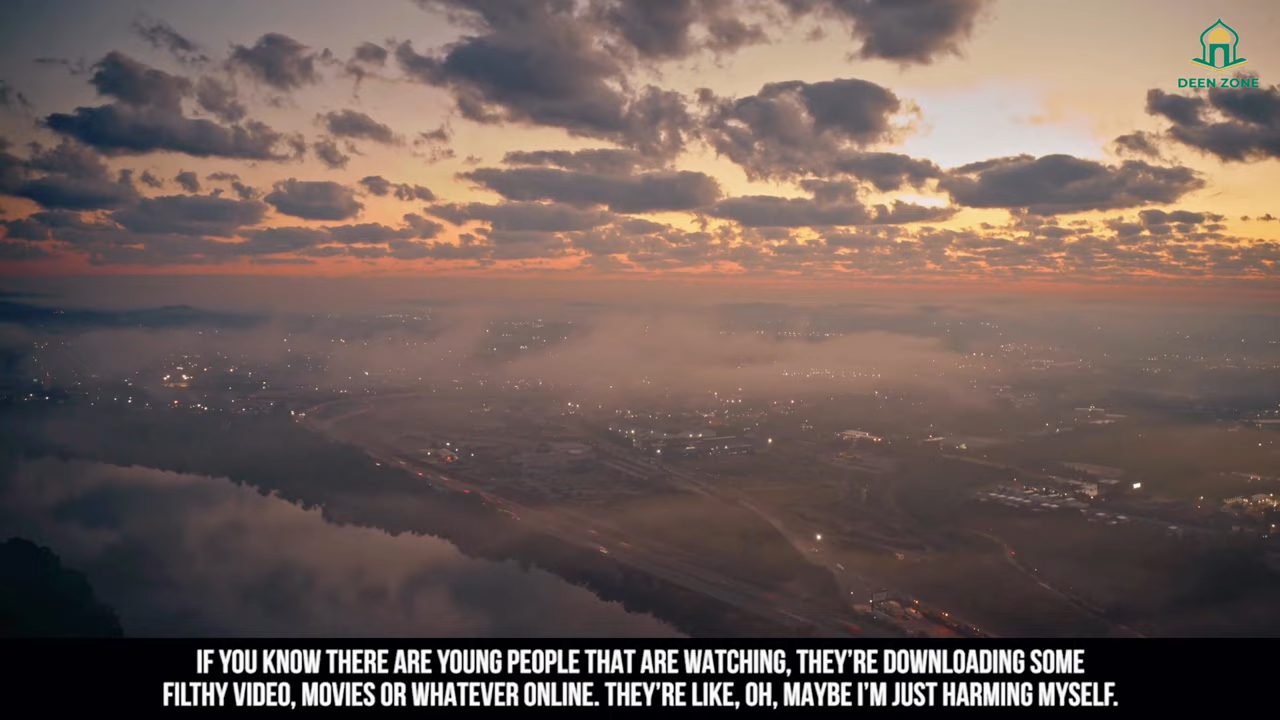 DEEN ZONE
IF YOU KNOW THERE ARE YOUNG PEOPLE THAT ARE WATCHING, THEY'RE DOWNLOADING SOME
FILTHY VIDEO, MOVIES OR WHATEVER ONLINE. THEY'RE LIKE, OH, MAYBE I'M JUST HARMING MYSELF.